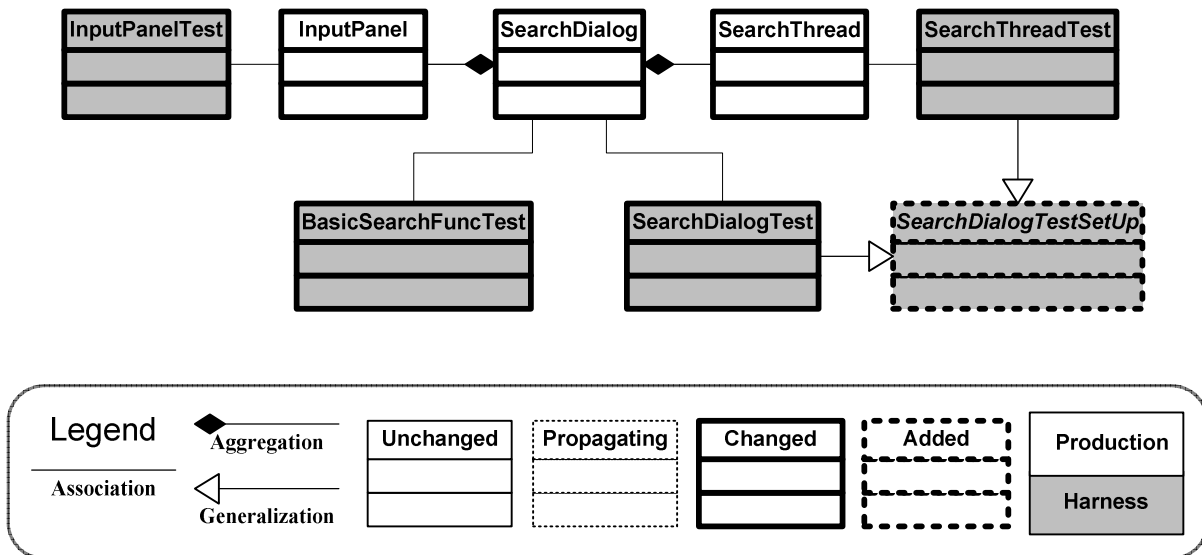 InputPanelTest
InputPanel
SearchDialog
SearchThread
SearchThreadTest
BasicSearchFuncTest
SearchDialogTest
SearchDialogTestSetUp
Legend
Association
Aggregation
Generalization
Unchanged
Propagating
Changed
Added
Production
Harness